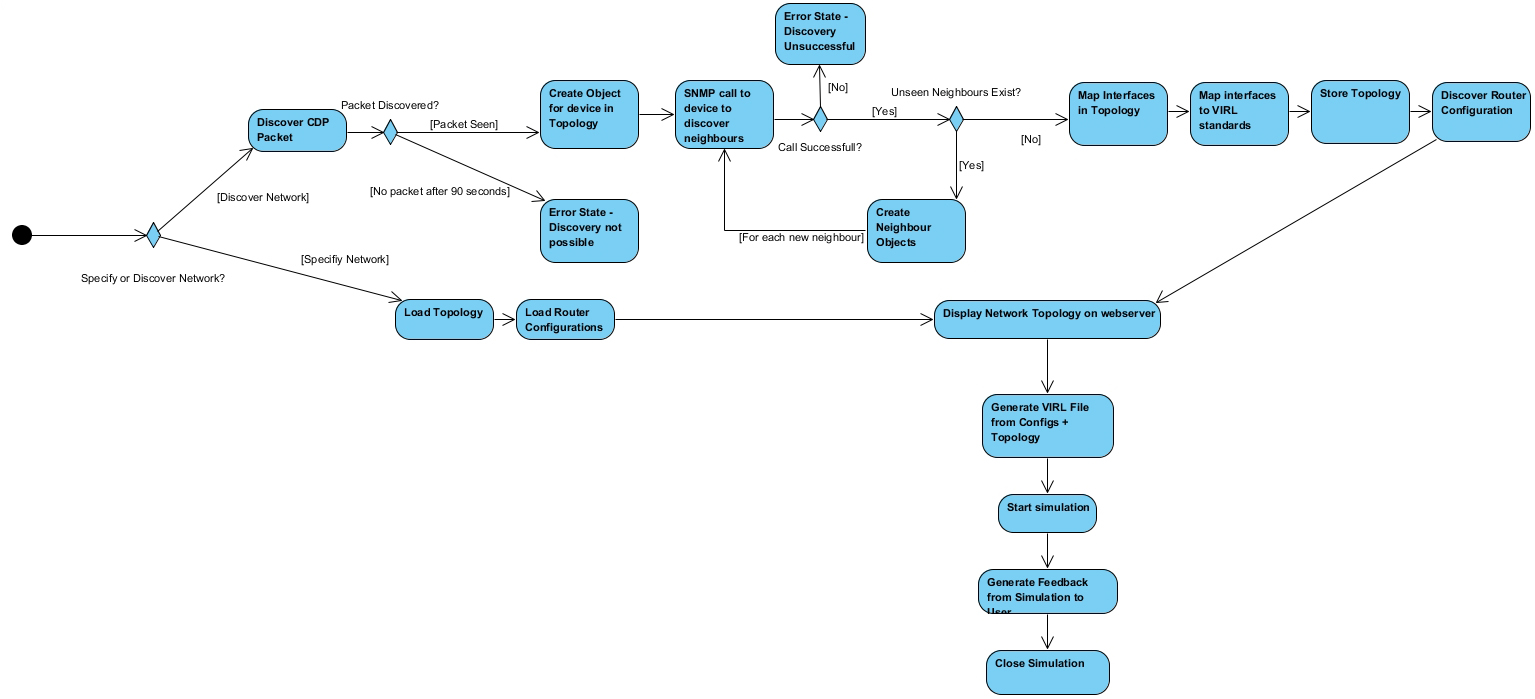 Error State -
Discovery
Unsuccessful
[No]
Unseen Neighbours Exist?
Packet Discovered?
Discover CDP
Packet
[Packet Seen]
Create Object
for device in
Topology
SNMP call to
device to
discover
neighbours
[Yes]
Call Successfull?
[No]
[Yes]
Map Interfaces
in Topology
Map interfaces
to VIRL
standards
Store Topology
Discover Router
Configuration
[Discover Network]
[No packet after 90 seconds]
Error State -
Discovery not
possible
Create
Neighbour
Objects
[For each new neighbour]
[Specifiy Network]
Specify or Discover Network?
Load Topology
Load Router
Configurations
Display Network Topology on webserver
Generate VIRL File
from Configs +
Topology
Start simulation
Generate Feedback
from Simulation to
User
Close Simulation